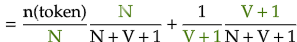 = n(token)/N N/(N + V + 1) + 1/(V + 1) (V + 1)/(N + V + 1)